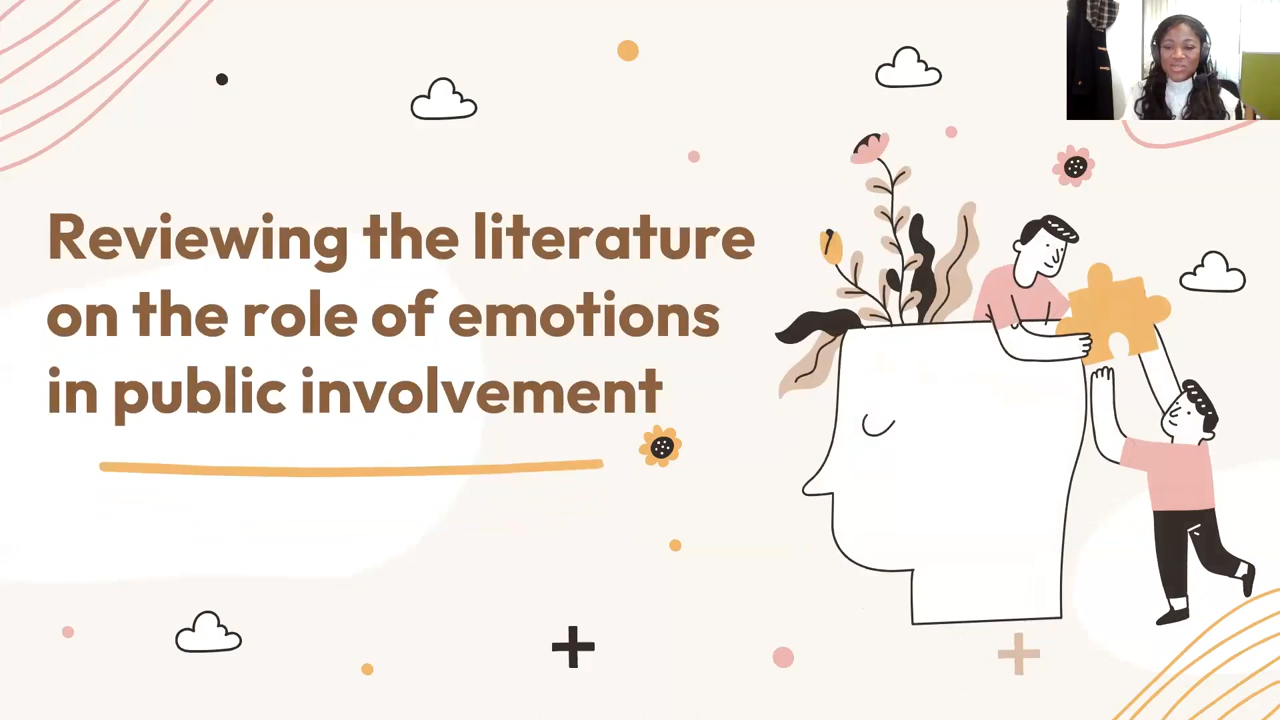 Reviewing the literature
on the role of emotions
in public involvement